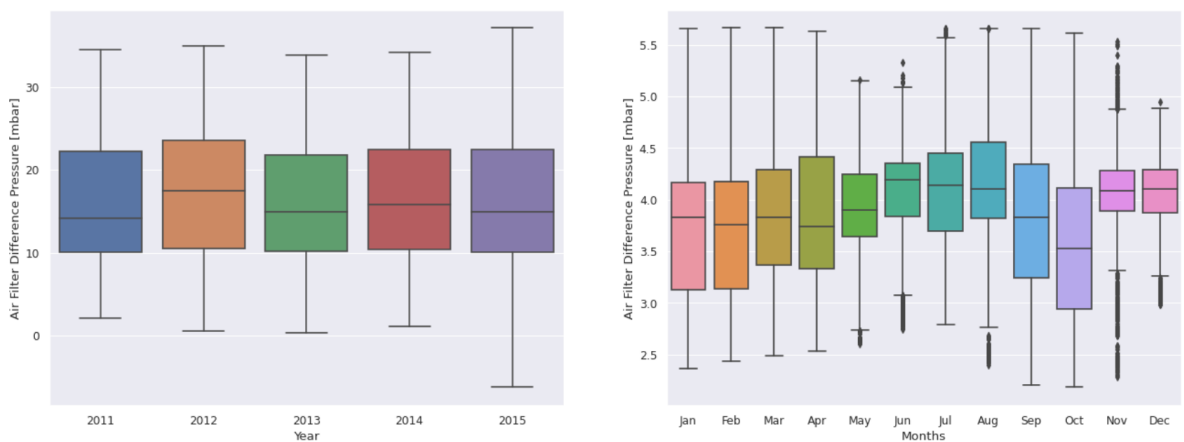 Air Filter Difference Pressure [mbar]
30
20
10
0
2011 2012 2013 2014 2015
Year
Air Filter Difference Pressure [mbar]
5.5
5.0
4.5
4.0
3.5
3.0
2.5
Jan Feb Mar Apr May Jun Jul Aug Sep Oct Nov Dec
Months